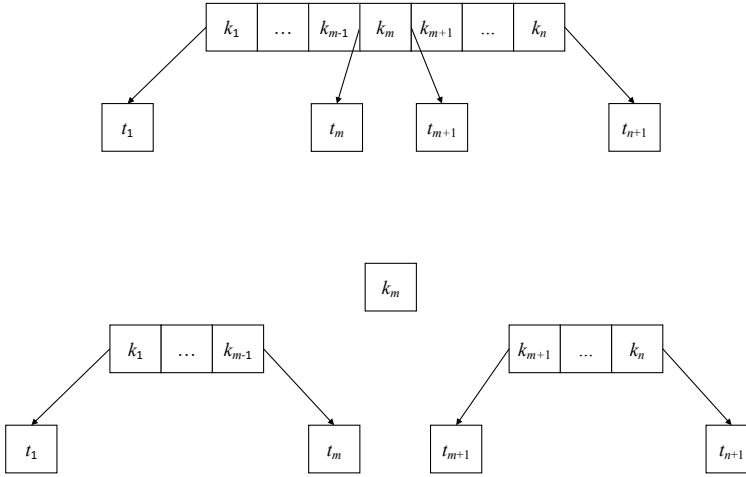 k1 … km-1 km km+1 ... kn
t1 tm tm+1 tn+1
km
k1 … km-1 km+1 ... kn
t1 tm tm+1 tn+1